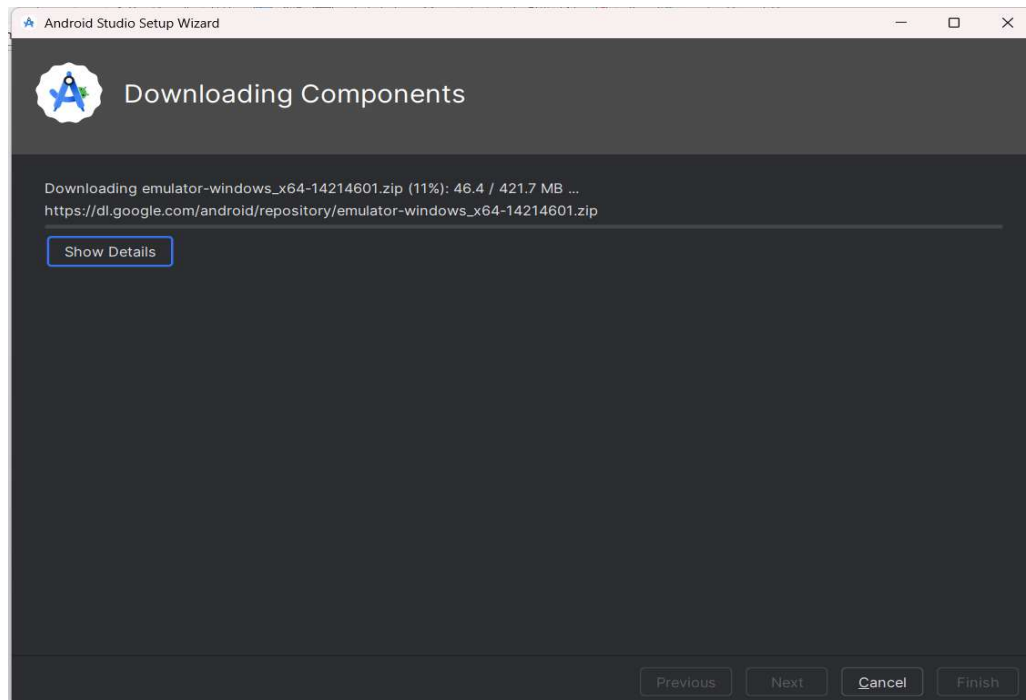 Android Studio Setup Wizard
Downloading Components
Downloading emulator-windows_x64-14214601.zip (11%): 46.4 / 421.7 MB ...
https://dl.google.com/android/repository/emulator-windows_x64-14214601.zip
Show Details
Previous Next Cancel Finish